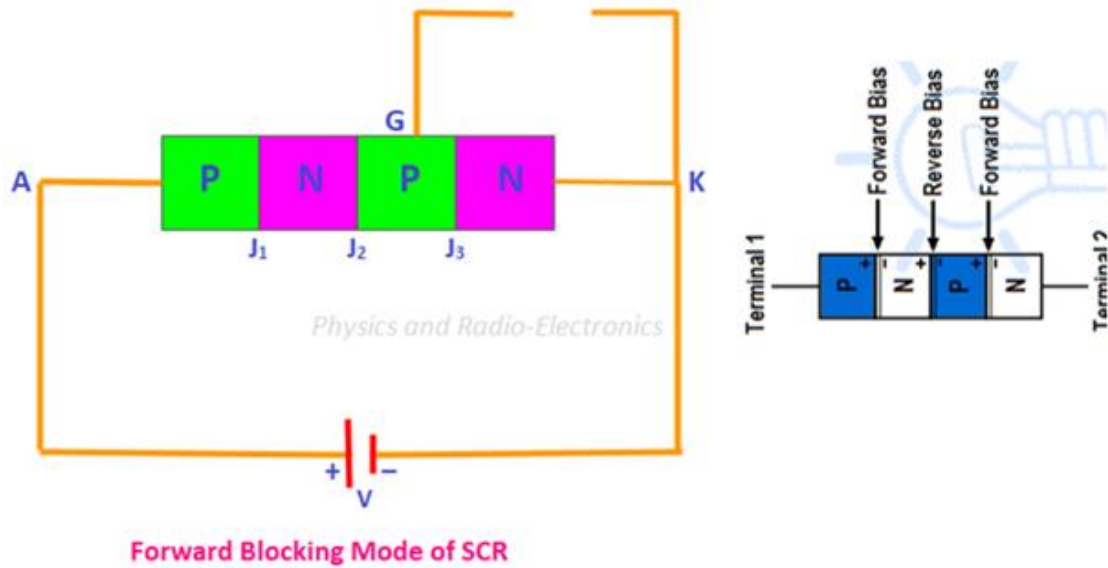 G
A
P N P N
K
J1 J2 J3
Physics and Radio-Electronics
+ –
V
Forward Blocking Mode of SCR
Forward Bias
Reverse Bias
Forward Bias
Terminal 1
P + – N + – P + – N
Terminal 2